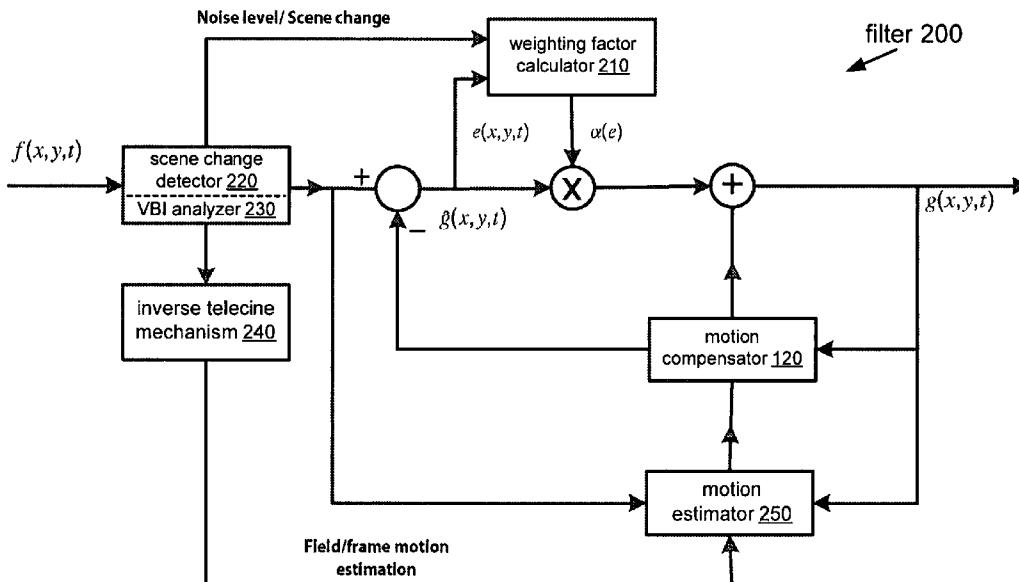 Noise level/ Scene change
filter 200
weighting factor
calculator 210
f(x,y,t)
e(x,y,t)
α(e)
scene change
detector 220
VBI analyzer 230
+
−
X
+
ĝ(x,y,t)
g(x,y,t)
inverse telecine
mechanism 240
motion
compensator 120
motion
estimator 250
Field/frame motion
estimation